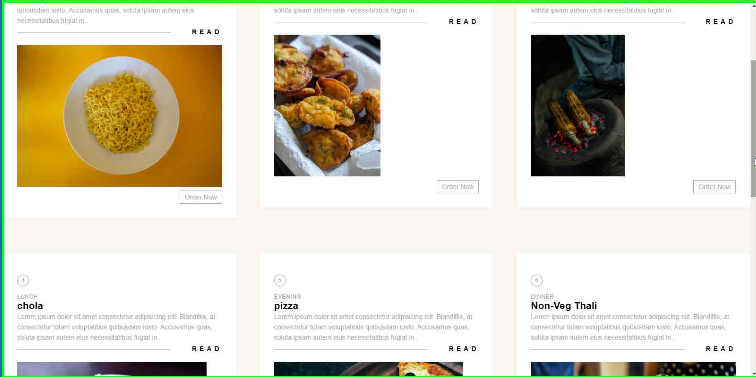 quibusdam iusto. Accusamus quas, soluta ipsam autem eius
necessitatibus fugiat in .
READ
Order Now
soluta ipsam autem eius necessitatibus fugiat in .
READ
Order Now
soluta ipsam autem eius necessitatibus fugiat in .
READ
Order Now
4
LUNCH
chola
Lorem ipsum dolor sit amet consectetur adipisicing elit. Blanditiis, at
consectetur totam voluptatibus quibusdam iusto. Accusamus quas,
soluta ipsam autem eius necessitatibus fugiat in .
READ
5
EVENING
pizza
Lorem ipsum dolor sit amet consectetur adipisicing elit. Blanditiis, at
consectetur totam voluptatibus quibusdam iusto. Accusamus quas,
soluta ipsam autem eius necessitatibus fugiat in .
READ
6
DINNER
Non-Veg Thali
Lorem ipsum dolor sit amet consectetur adipisicing elit. Blanditiis, at
consectetur totam voluptatibus quibusdam iusto. Accusamus quas,
soluta ipsam autem eius necessitatibus fugiat in .
READ